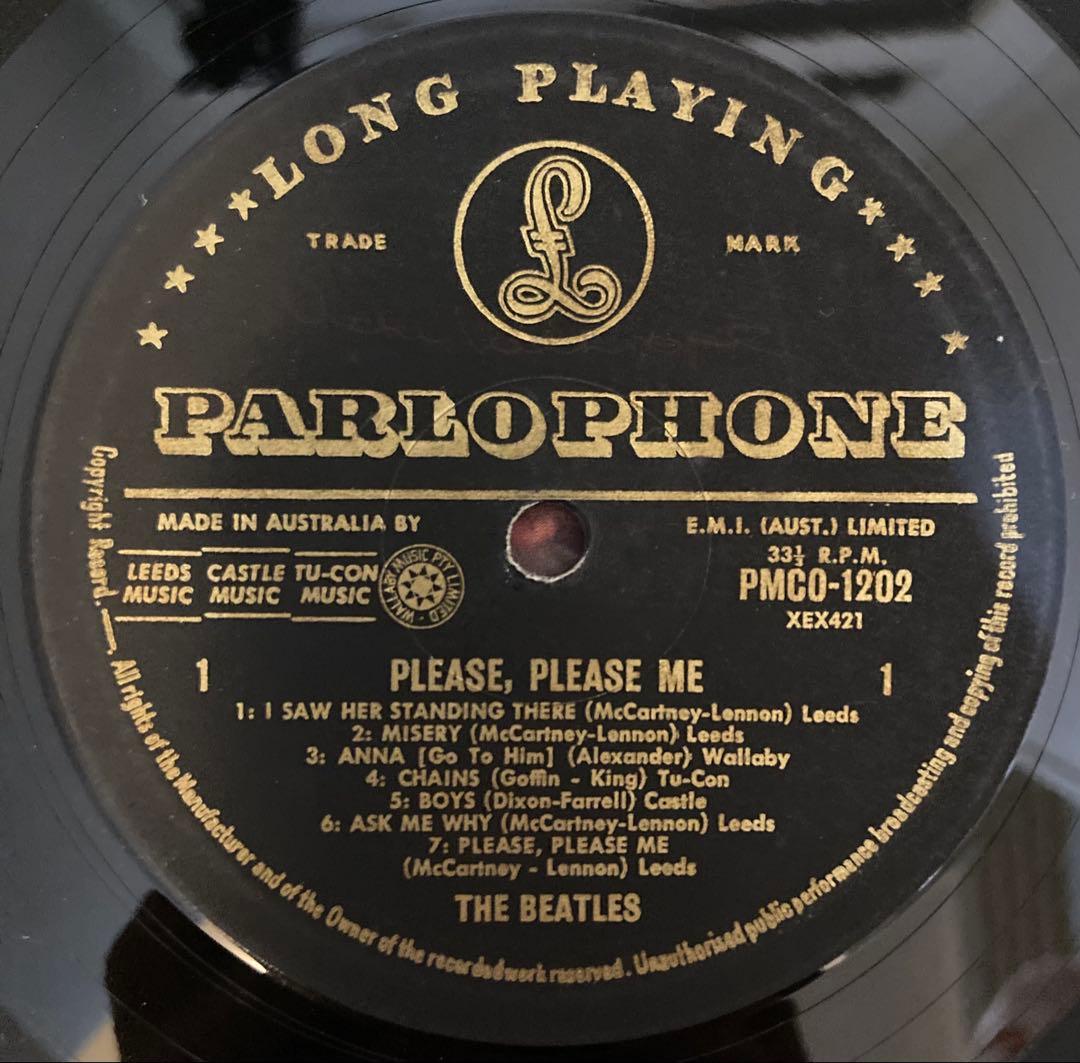 LONG PLAYING
TRADE MARK
£
PARLOPHONE
MADE IN AUSTRALIA BY E.M.I. (AUST.) LIMITED
33⅓ R.P.M.
LEEDS MUSIC
CASTLE MUSIC
TU-CON MUSIC
WALLABY MUSIC PTY LIMITED
PMCO-1202
XEX421
1 PLEASE, PLEASE ME 1
1: I SAW HER STANDING THERE (McCartney-Lennon) Leeds
2: MISERY (McCartney-Lennon) Leeds
3: ANNA [Go To Him] (Alexander) Wallaby
4: CHAINS (Goffin - King) Tu-Con
5: BOYS (Dixon-Farrell) Castle
6: ASK ME WHY (McCartney-Lennon) Leeds
7: PLEASE, PLEASE ME
(McCartney - Lennon) Leeds
THE BEATLES
Copyright Record. — All rights of the Manufacturer and of the Owner of the recorded work reserved. Unauthorised public performance broadcasting and copying of this record prohibited